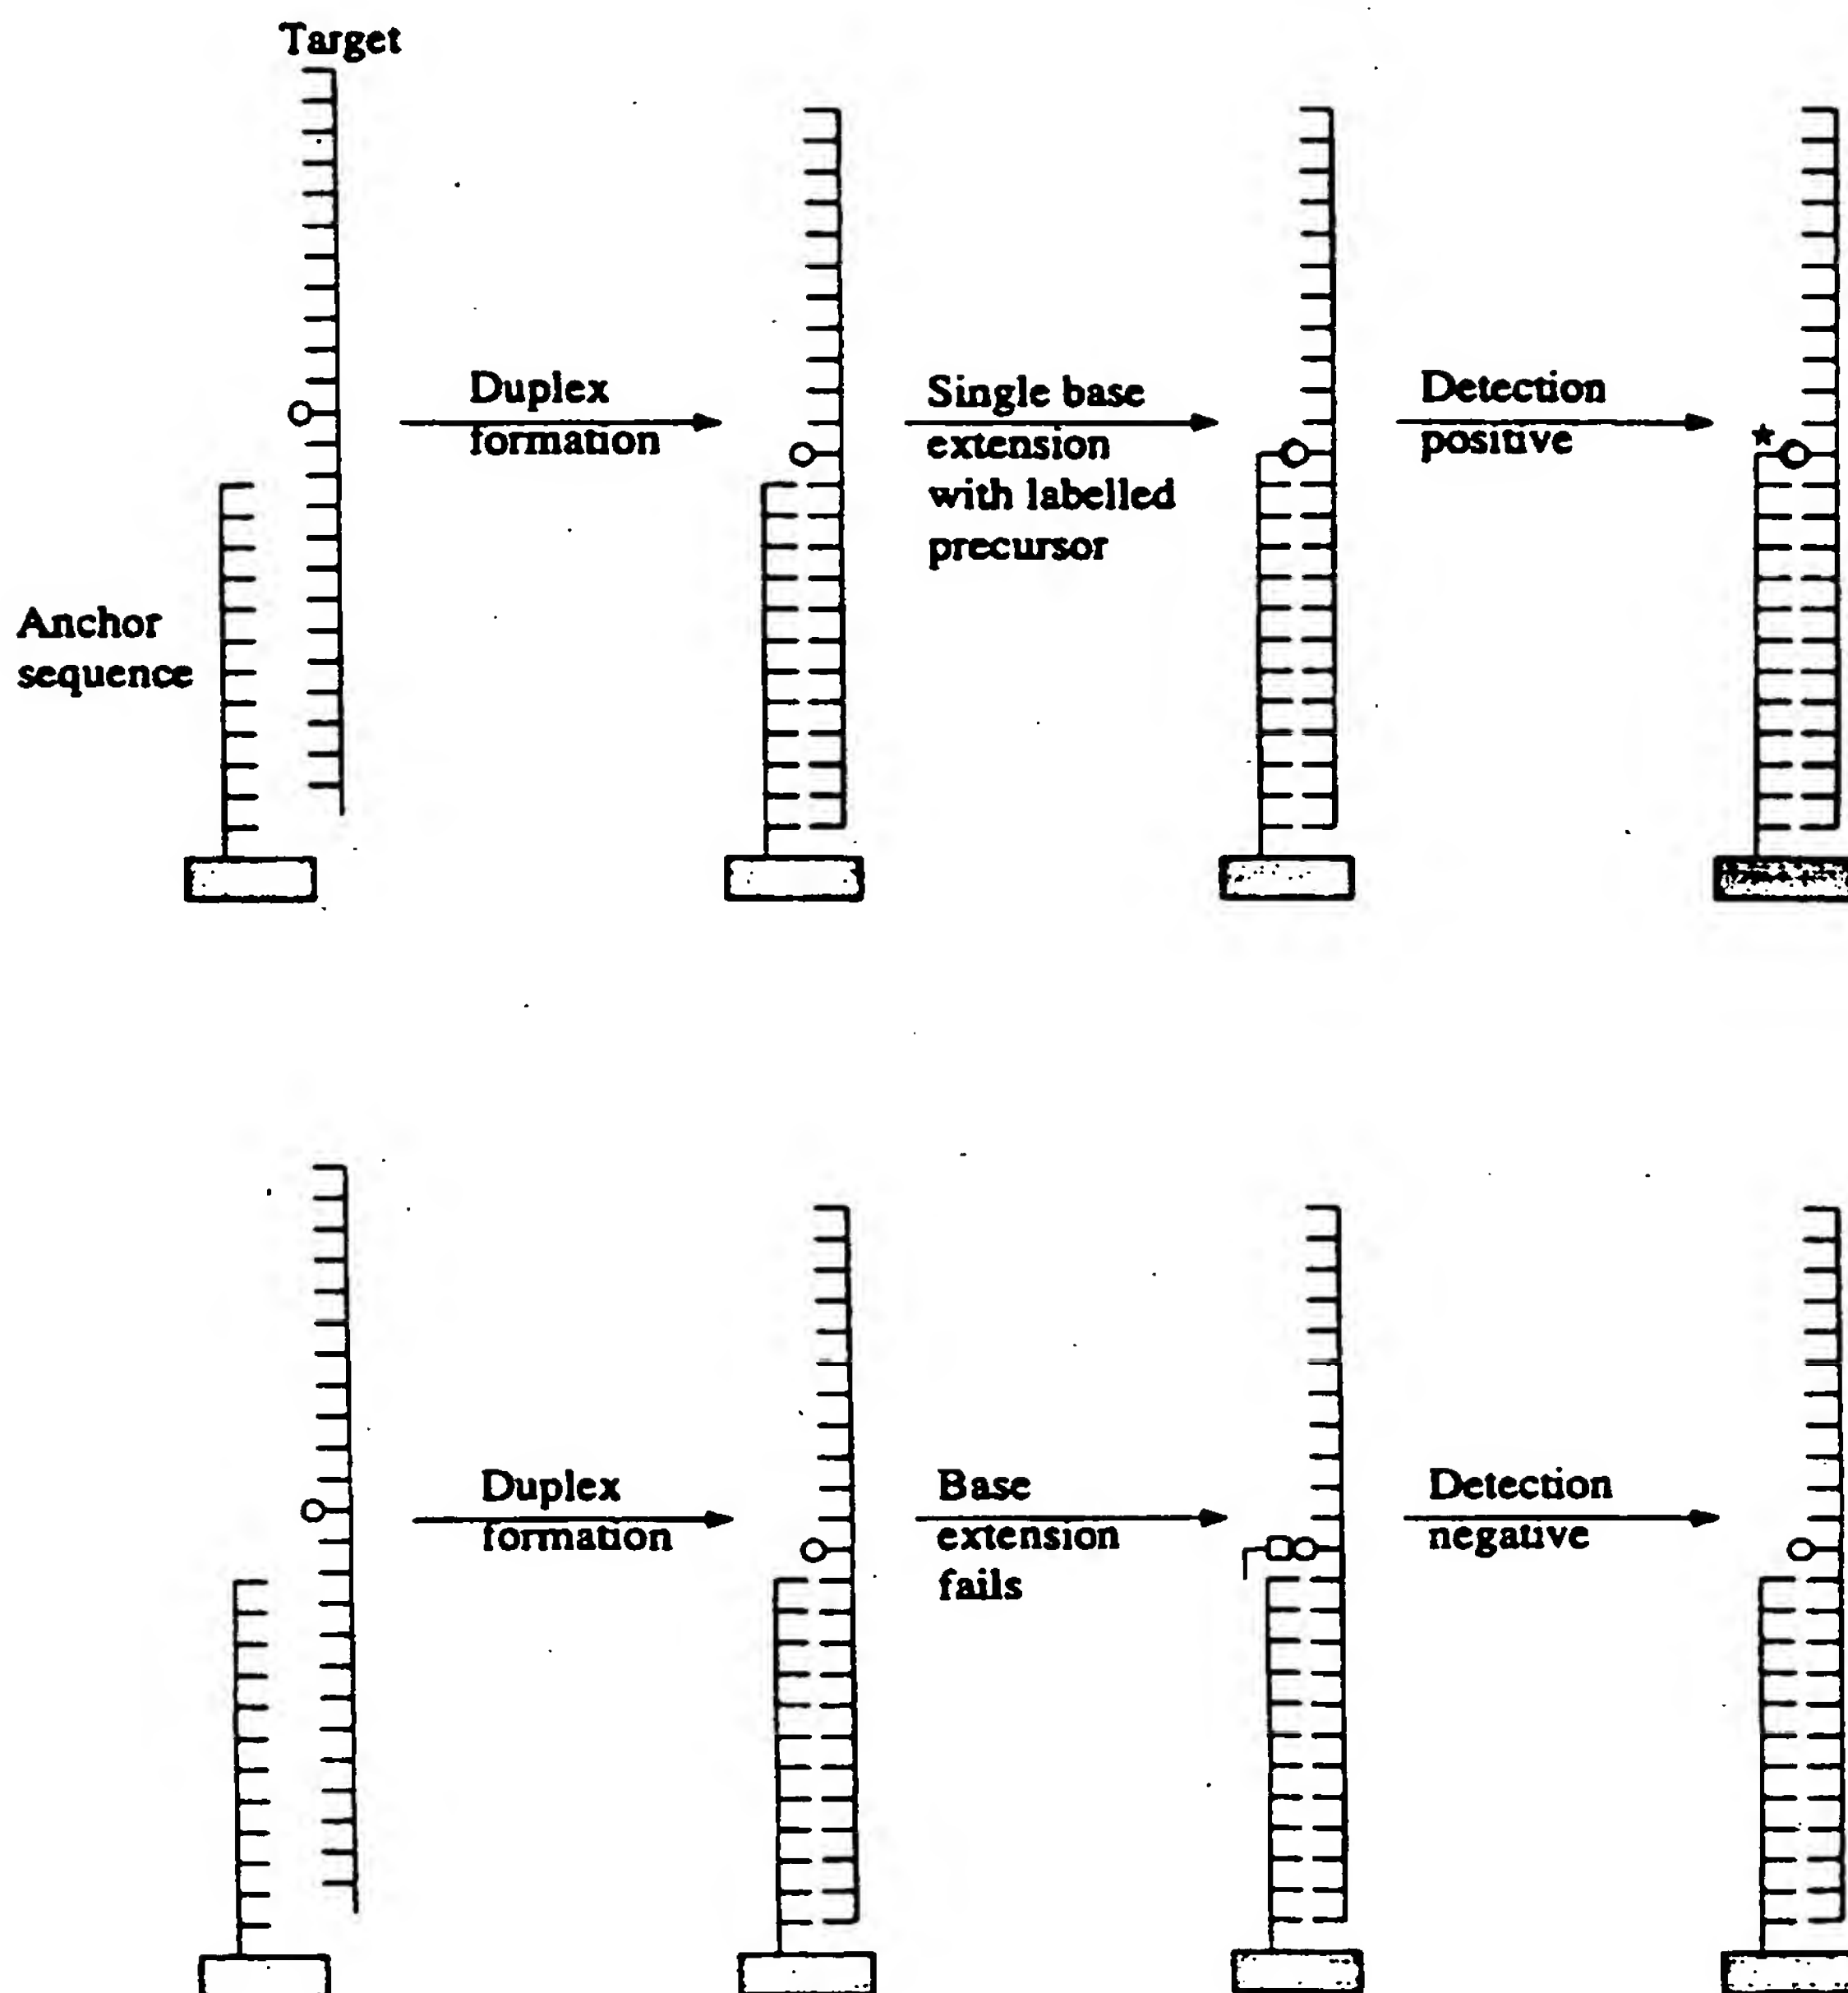 Target
Duplex
formation
Single base
extension
with labelled
precursor
Detection
positive
Anchor
sequence
Duplex
formation
Base
extension
fails
Detection
negative